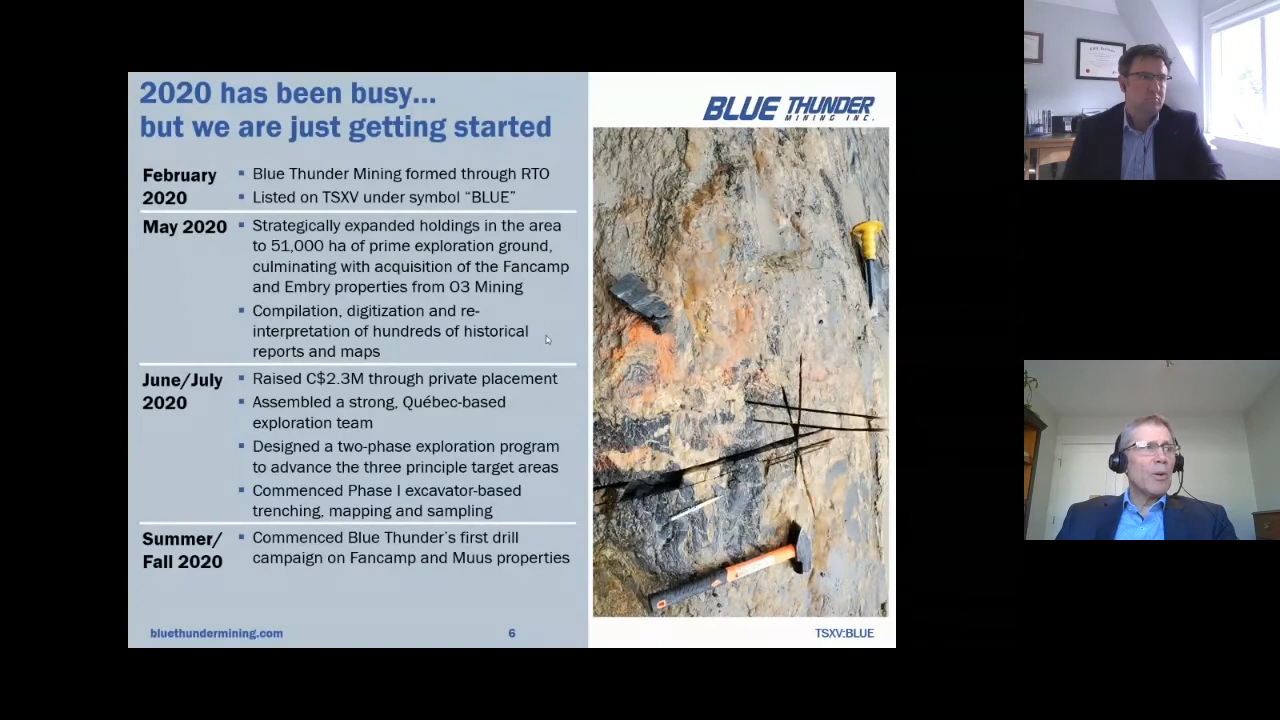 2020 has been busy...
but we are just getting started
BLUE THUNDER
MINING INC.
February
2020
▪ Blue Thunder Mining formed through RTO
▪ Listed on TSXV under symbol “BLUE”
May 2020
▪ Strategically expanded holdings in the area
to 51,000 ha of prime exploration ground,
culminating with acquisition of the Fancamp
and Embry properties from O3 Mining
▪ Compilation, digitization and re-
interpretation of hundreds of historical
reports and maps
June/July
2020
▪ Raised C$2.3M through private placement
▪ Assembled a strong, Québec-based
exploration team
▪ Designed a two-phase exploration program
to advance the three principle target areas
▪ Commenced Phase I excavator-based
trenching, mapping and sampling
Summer/
Fall 2020
▪ Commenced Blue Thunder’s first drill
campaign on Fancamp and Muus properties
bluethundermining.com
6
TSXV:BLUE